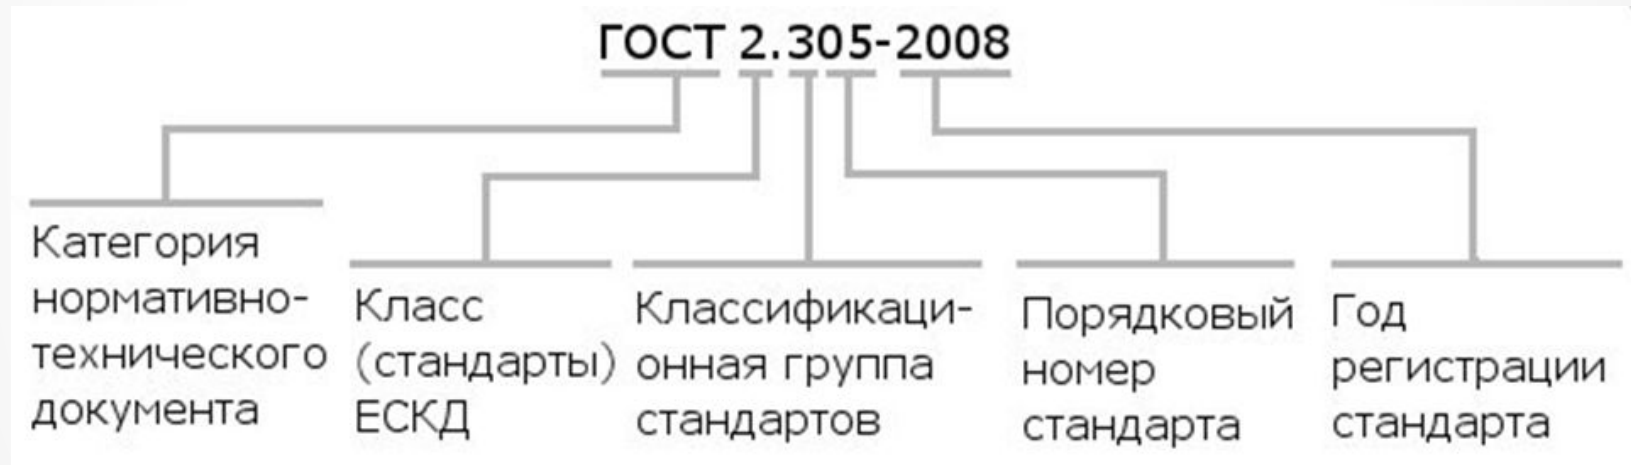 ГОСТ 2.305-2008
Категория
нормативно-
технического
документа
Класс
(стандарты)
ЕСКД
Классификаци-
онная группа
стандартов
Порядковый
номер
стандарта
Год
регистрации
стандарта